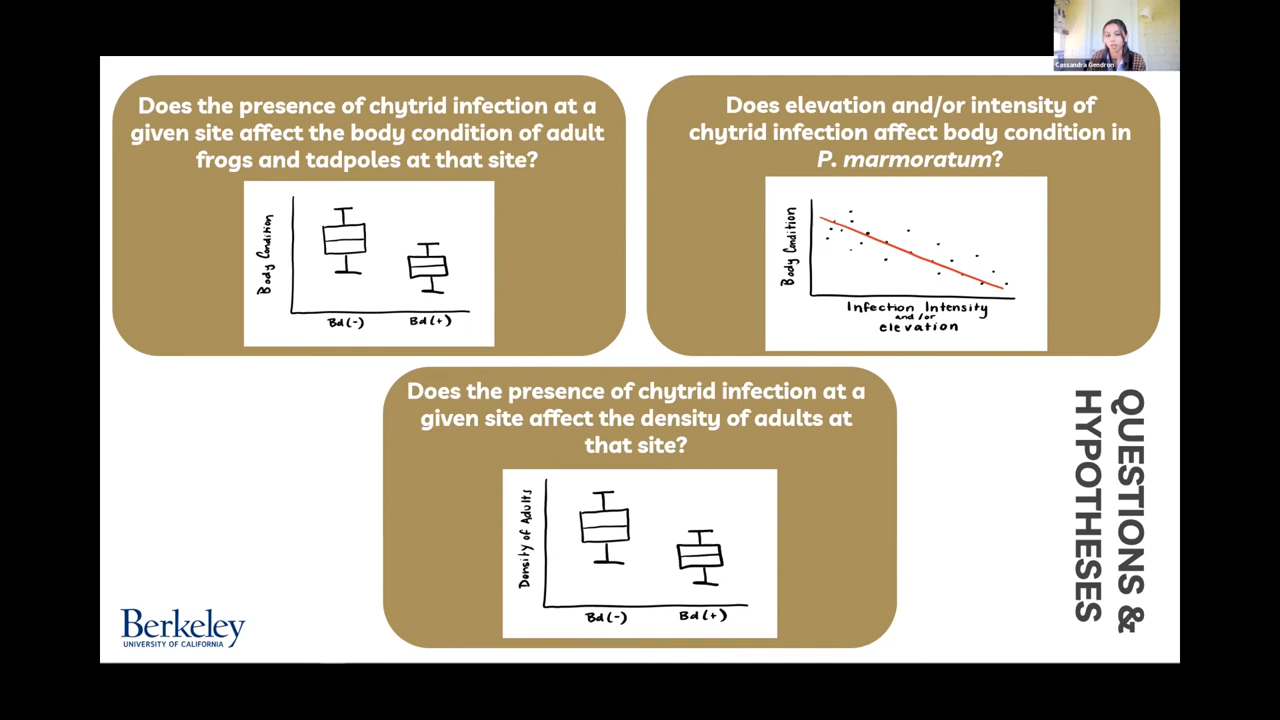 Cassandra Gendron
Does the presence of chytrid infection at a
given site affect the body condition of adult
frogs and tadpoles at that site?
Body Condition
Bd(-)
Bd(+)
Does elevation and/or intensity of
chytrid infection affect body condition in
P. marmoratum?
Body Condition
Infection Intensity
and/or
elevation
Does the presence of chytrid infection at a
given site affect the density of adults at
that site?
Density of Adults
Bd(-)
Bd(+)
QUESTIONS &
HYPOTHESES
Berkeley
UNIVERSITY OF CALIFORNIA